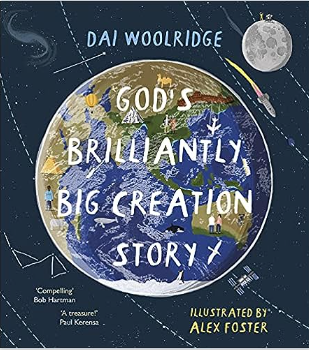 DAI WOOLRIDGE
GOD'S
BRILLIANTLY
BIG CREATION
STORY
'Compelling'
Bob Hartman
'A treasure!'
Paul Kerensa
ILLUSTRATED BY
ALEX FOSTER